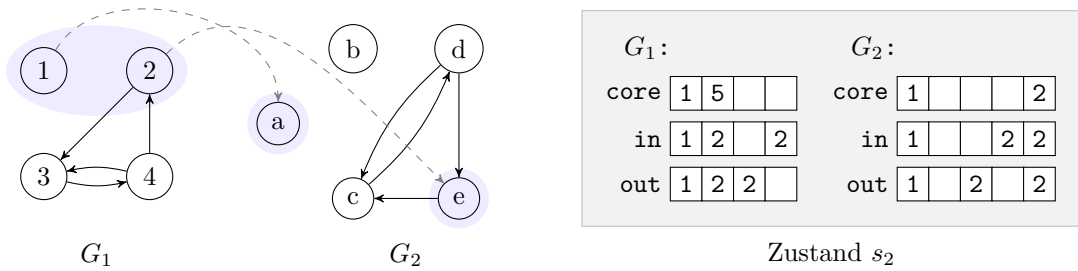 1
2
3
4
G₁
a
b
d
c
e
G₂
G₁:
core 1 5
in 1 2 2
out 1 2 2
G₂:
core 1 2
in 1 2 2
out 1 2 2
Zustand s₂